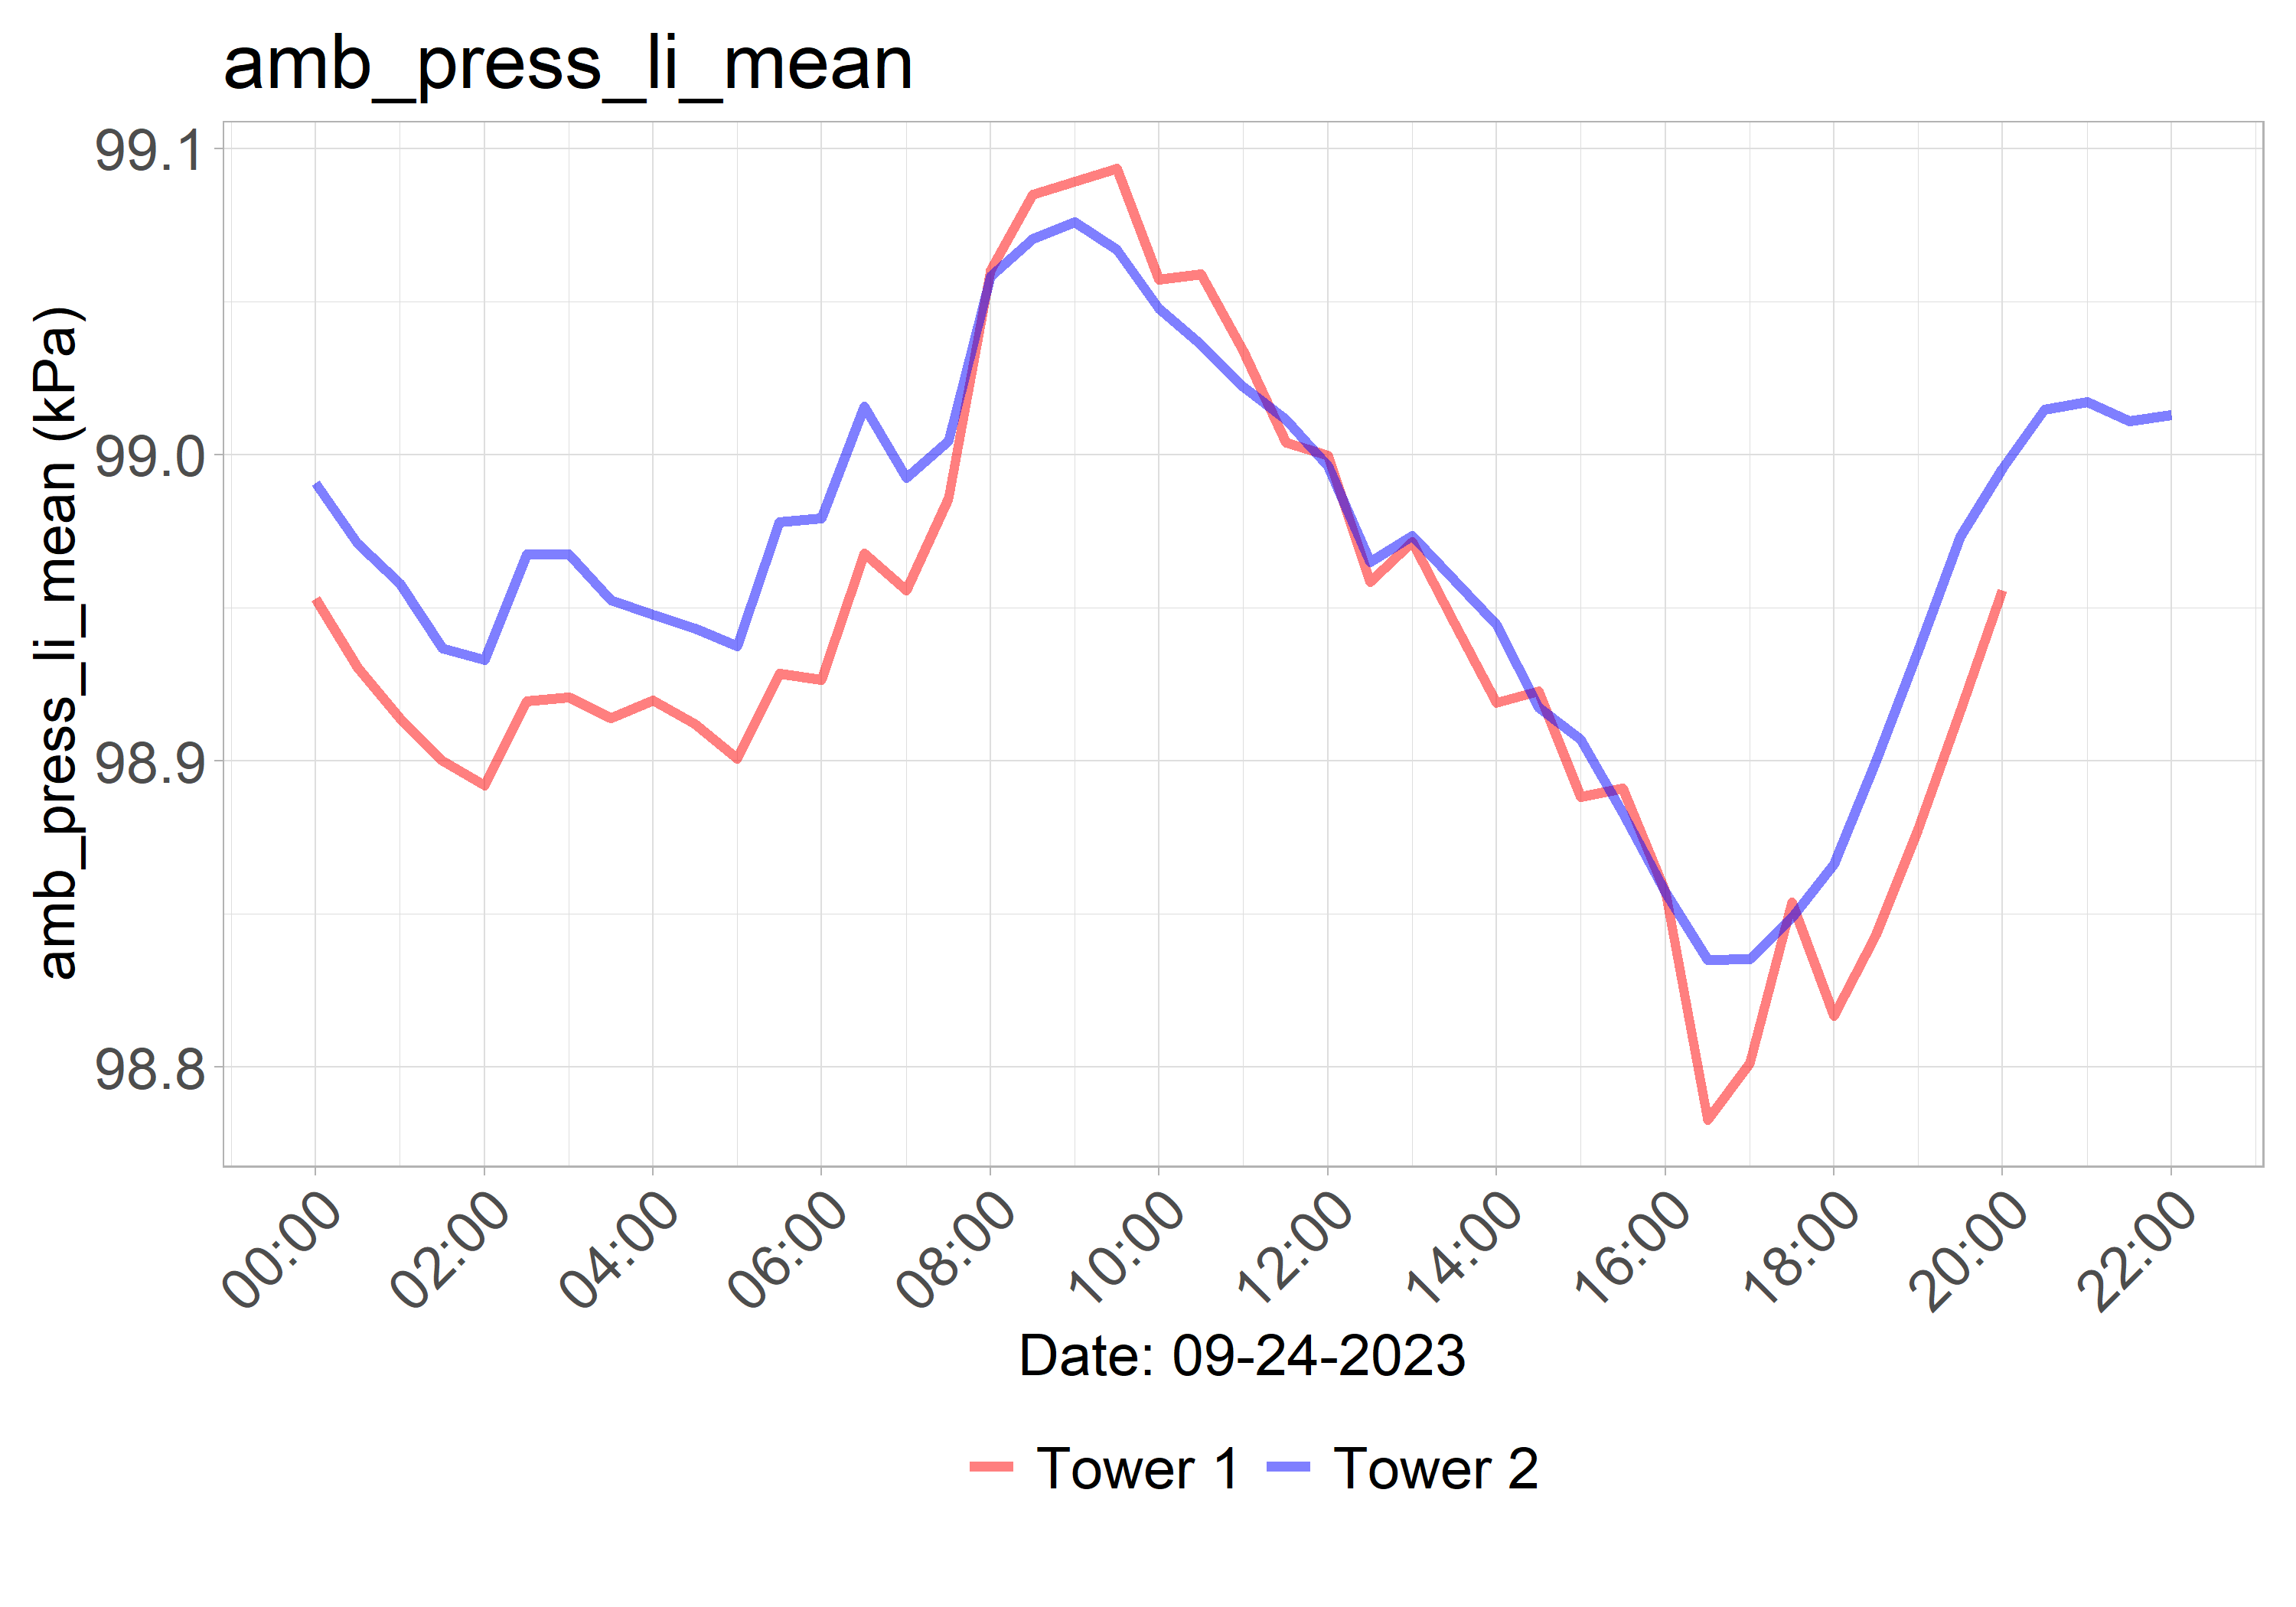 amb_press_li_mean
amb_press_li_mean (kPa)
99.1
99.0
98.9
98.8
00:00 02:00 04:00 06:00 08:00 10:00 12:00 14:00 16:00 18:00 20:00 22:00
Date: 09-24-2023
Tower 1 Tower 2